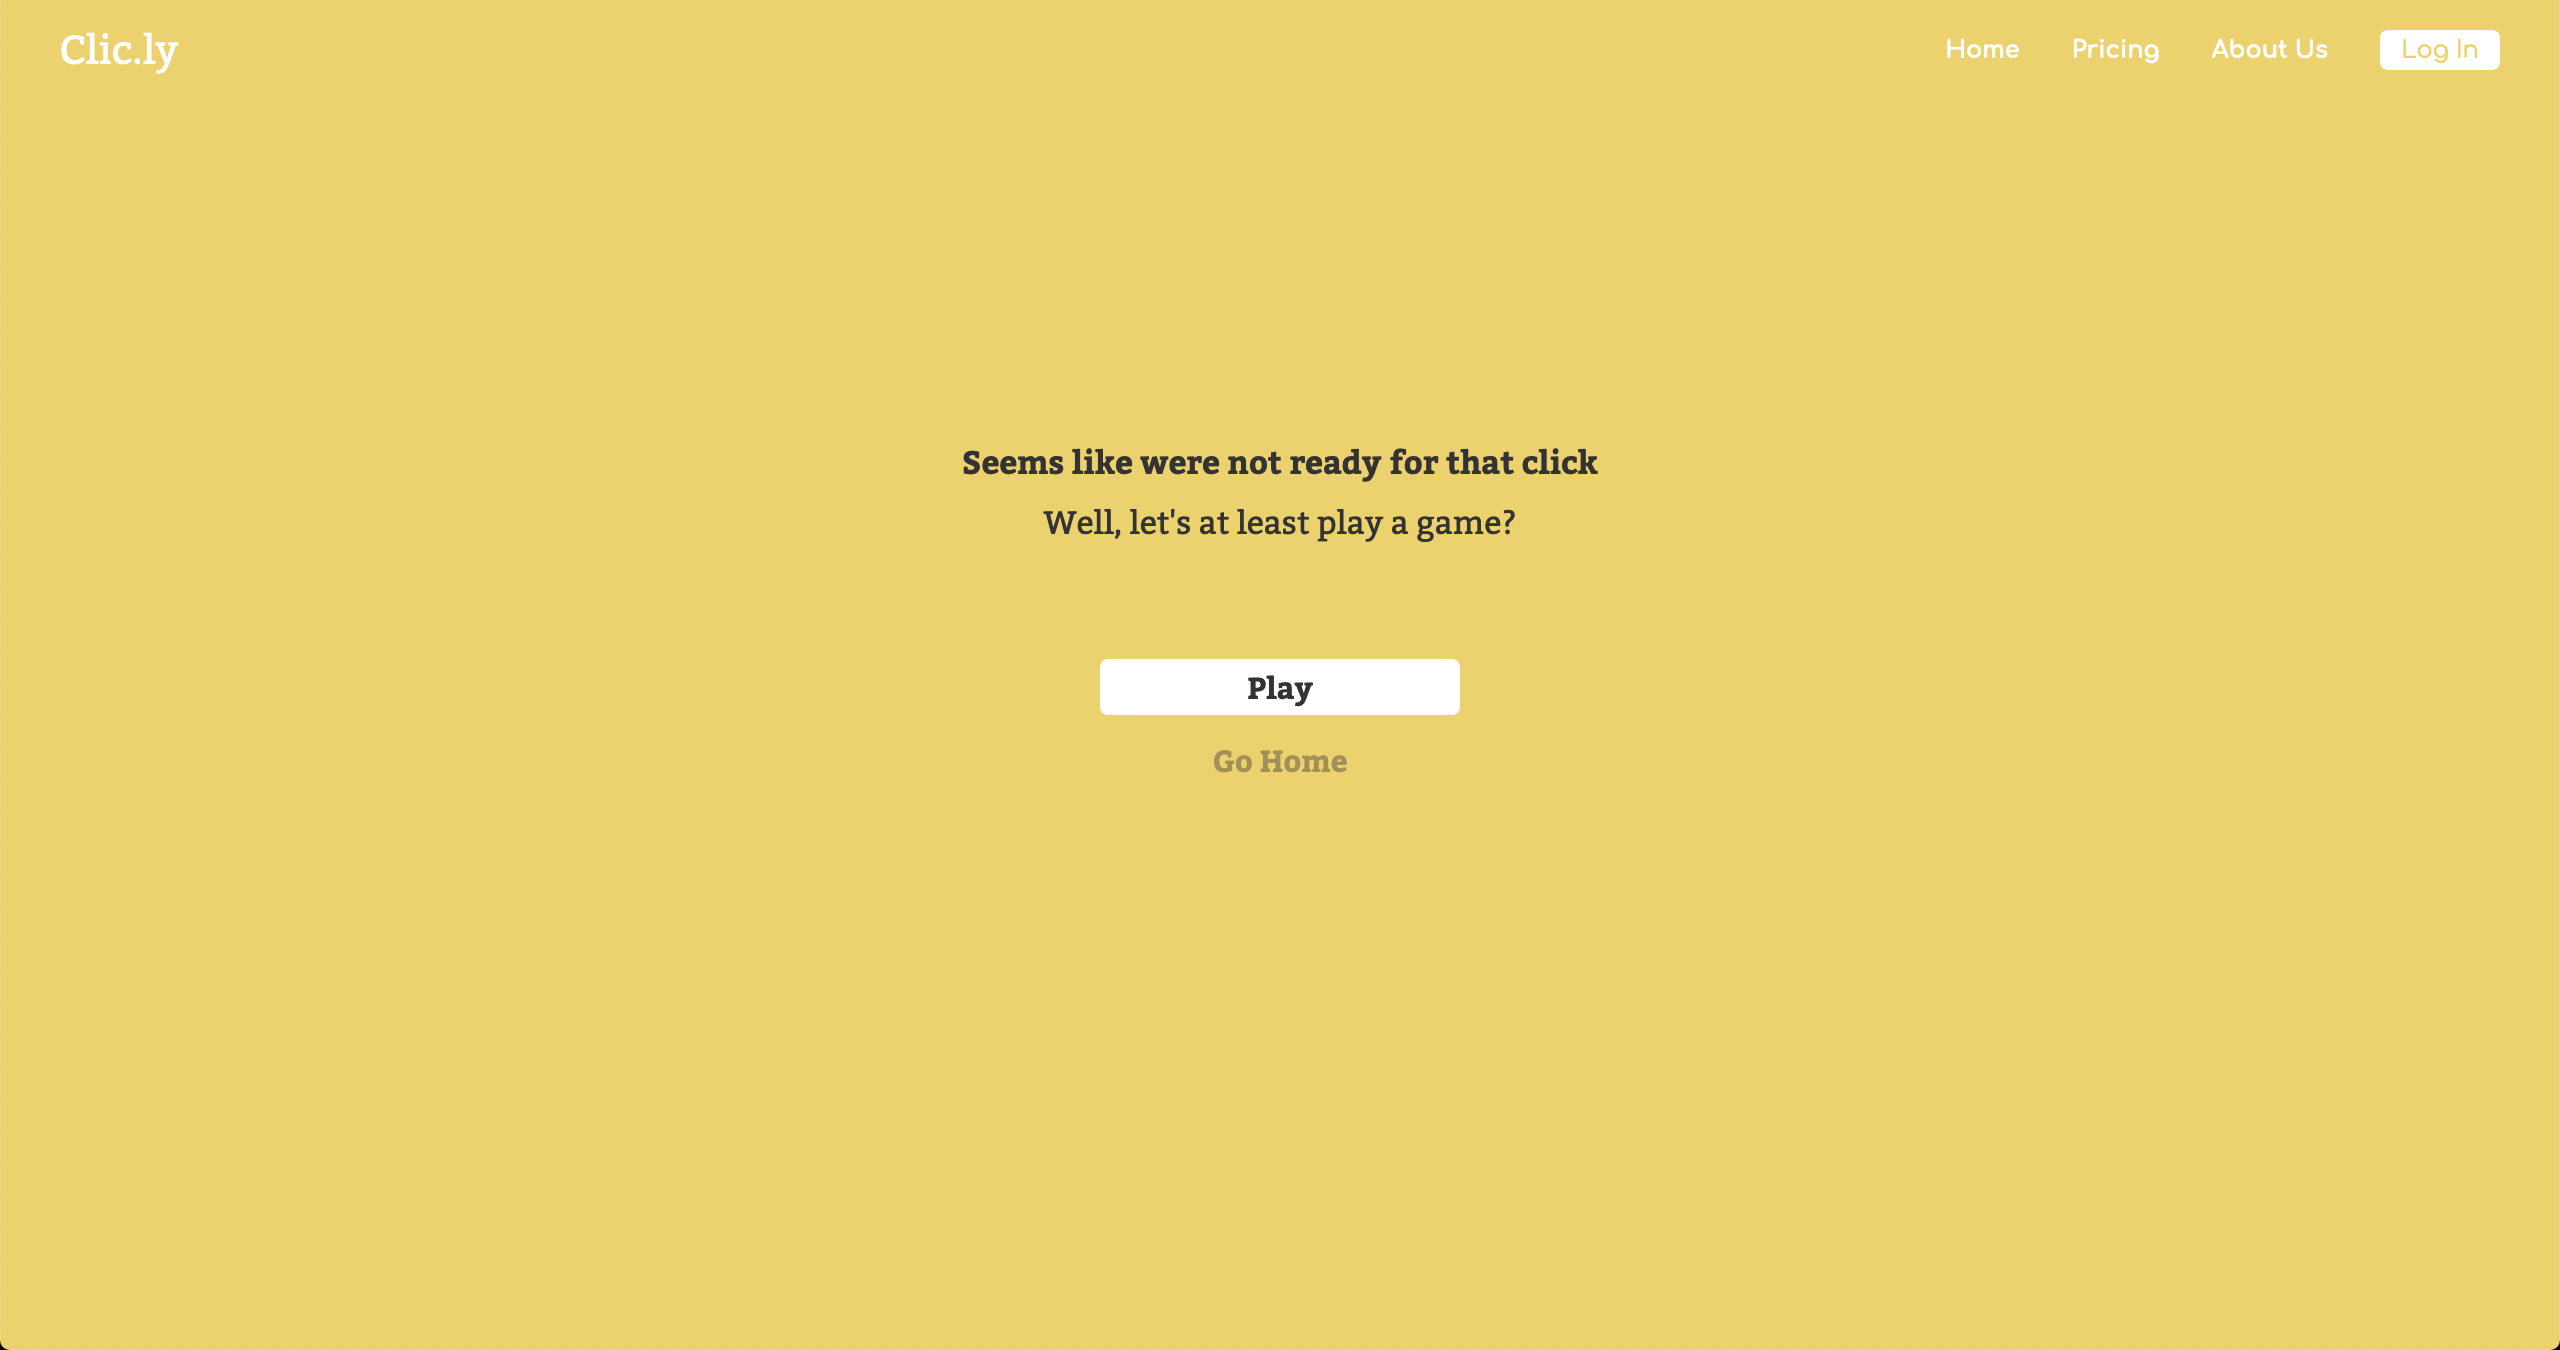 Clic.ly
Home Pricing About Us Log In
Seems like were not ready for that click
Well, let's at least play a game?
Play
Go Home